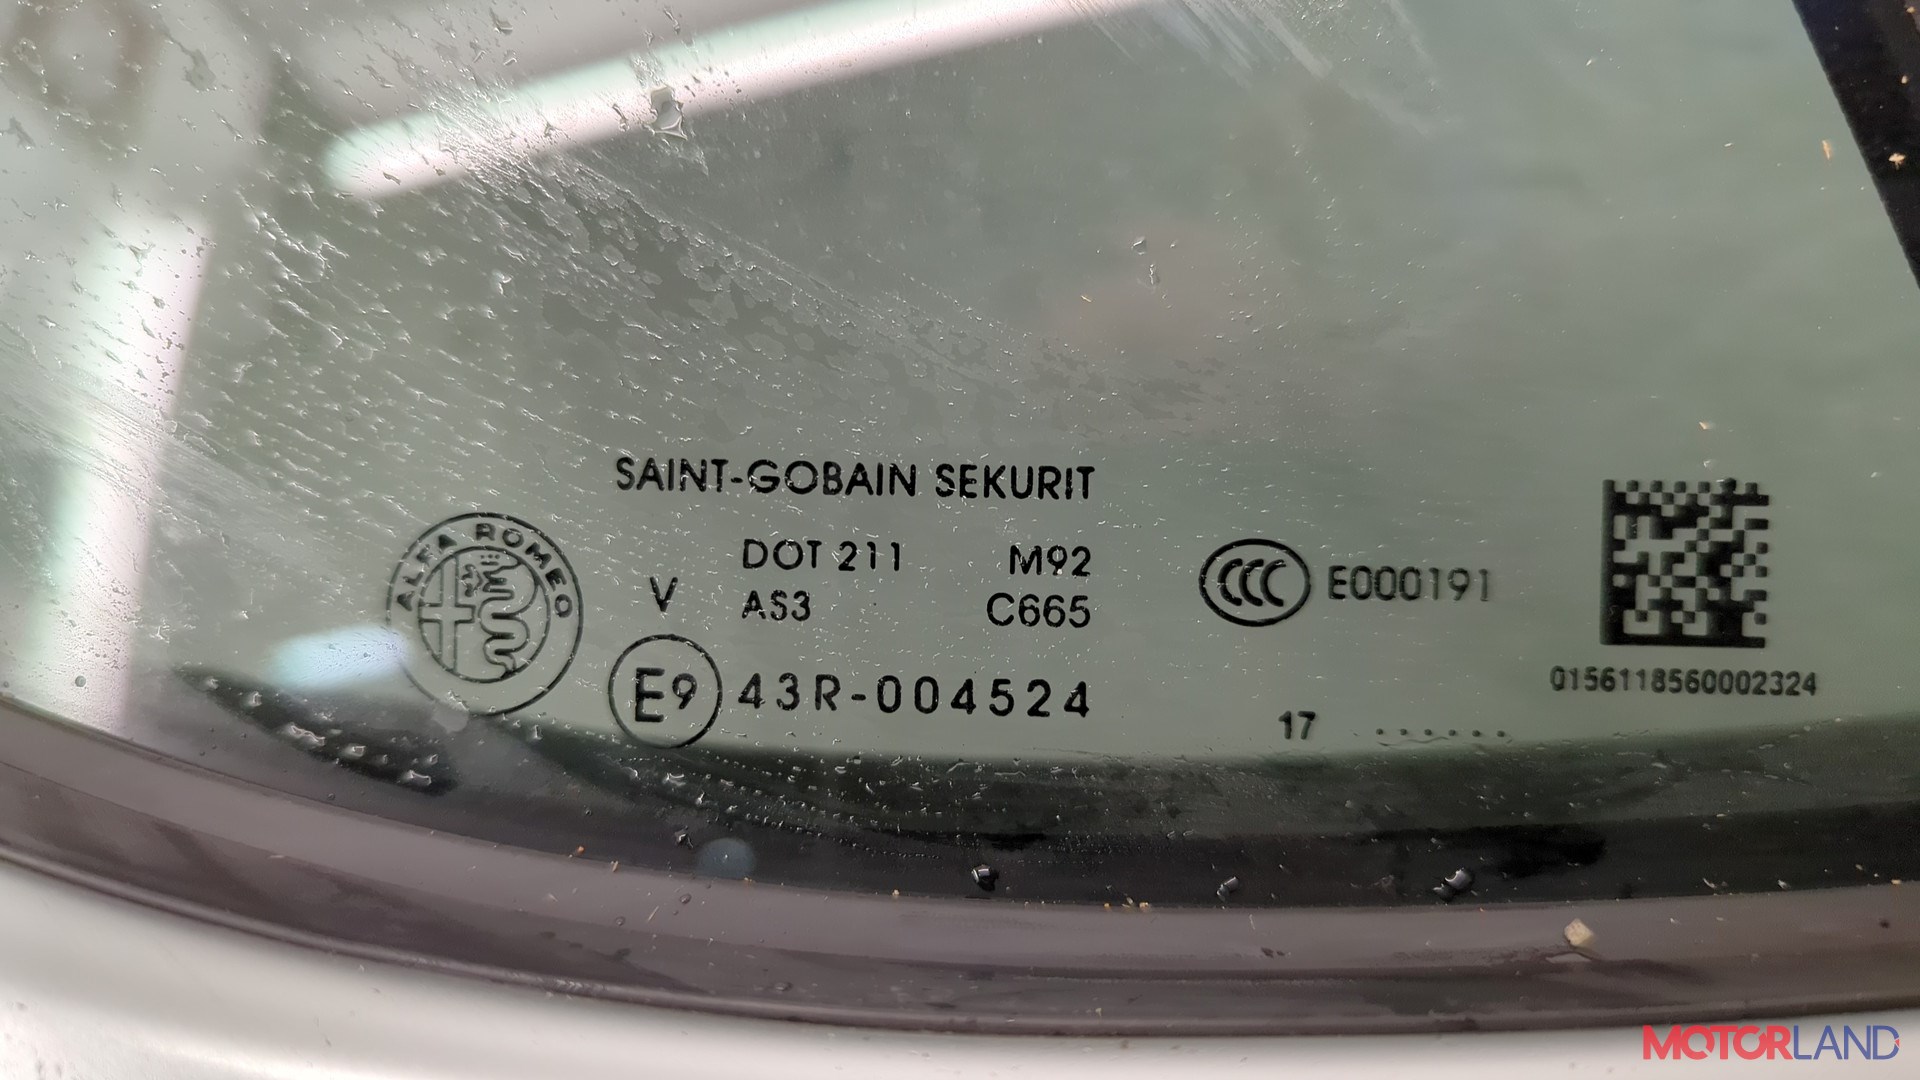 SAINT-GOBAIN SEKURIT
ALFA ROMEO
DOT 211 M92
V AS3 C665
E9 43R-004524
CCC E000191
0156118560002324
17 ......
MOTORLAND